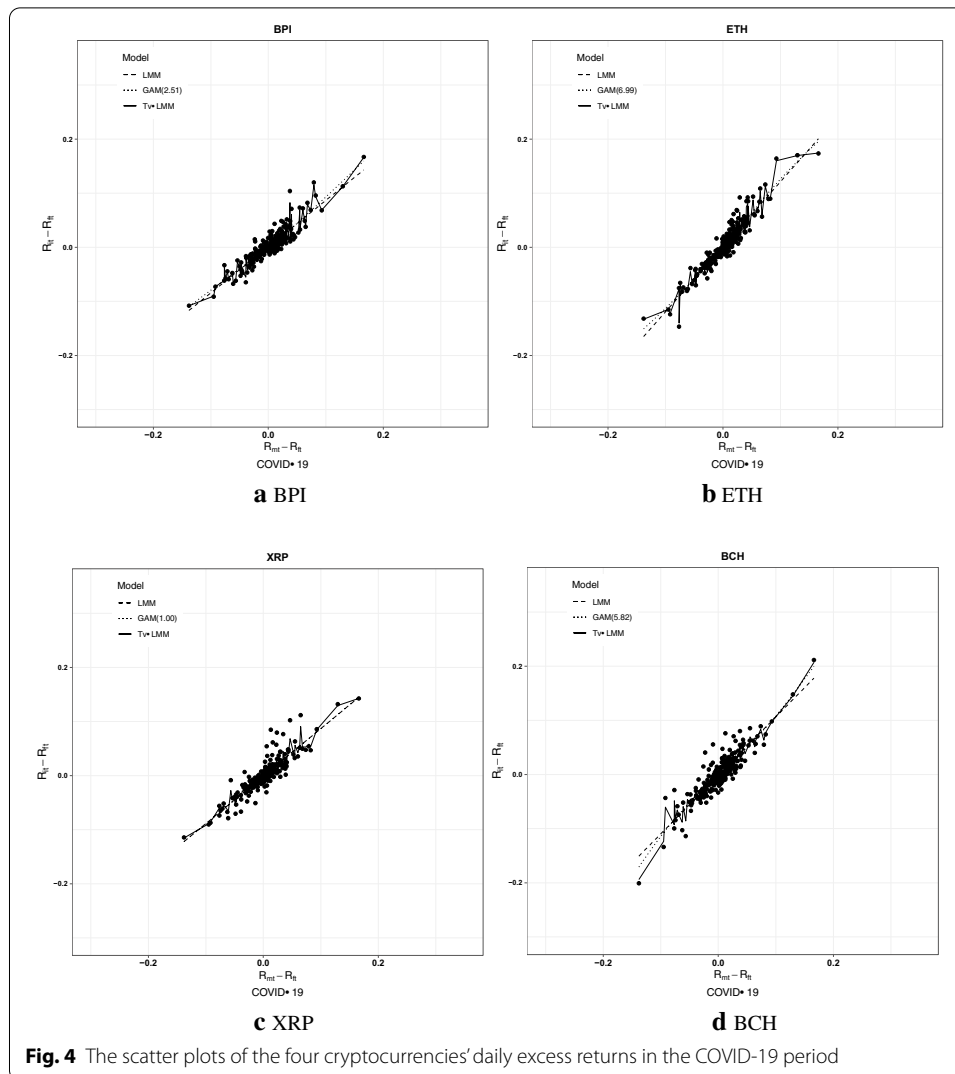 BPI
Model
LMM
GAM(2.51)
Tv• LMM
0.2
0.0
−0.2
R_it − R_ft
−0.2 0.0 0.2
R_mt − R_ft
COVID• 19
a BPI
ETH
Model
LMM
GAM(6.99)
Tv• LMM
0.2
0.0
−0.2
R_it − R_ft
−0.2 0.0 0.2
R_mt − R_ft
COVID• 19
b ETH
XRP
Model
LMM
GAM(1.00)
Tv• LMM
0.2
0.0
−0.2
R_it − R_ft
−0.2 0.0 0.2
R_mt − R_ft
COVID• 19
c XRP
BCH
Model
LMM
GAM(5.82)
Tv• LMM
0.2
0.0
−0.2
R_it − R_ft
−0.2 0.0 0.2
R_mt − R_ft
COVID• 19
d BCH
Fig. 4 The scatter plots of the four cryptocurrencies' daily excess returns in the COVID-19 period